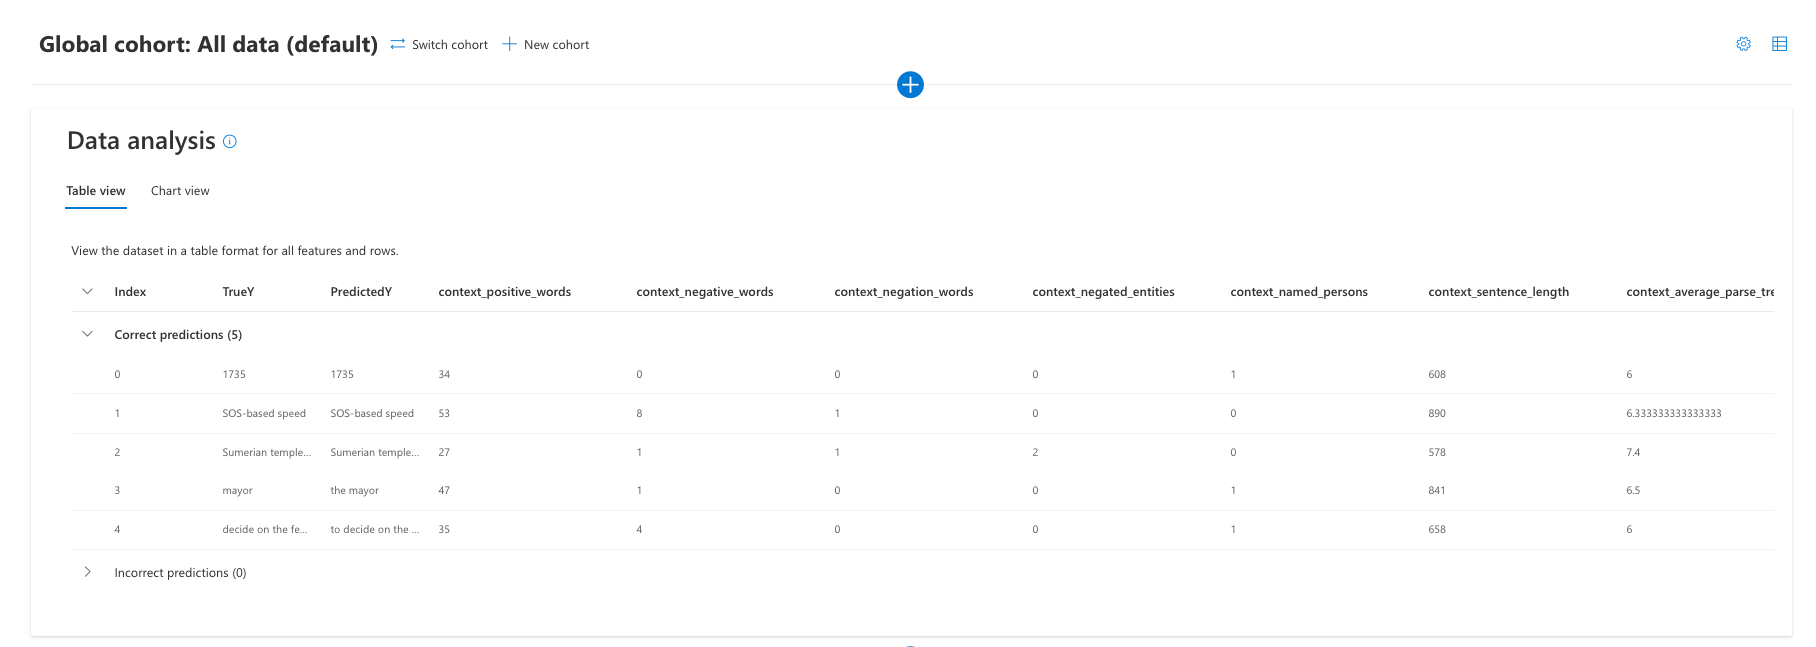 Global cohort: All data (default) Switch cohort New cohort
Data analysis
Table view Chart view
View the dataset in a table format for all features and rows.
Index TrueY PredictedY context_positive_words context_negative_words context_negation_words context_negated_entities context_named_persons context_sentence_length context_average_parse_tre
Correct predictions (5)
0 1735 1735 34 0 0 0 1 608 6
1 SOS-based speed SOS-based speed 53 8 1 0 0 890 6.333333333333333
2 Sumerian temple... Sumerian temple... 27 1 1 2 0 578 7.4
3 mayor the mayor 47 1 0 0 1 841 6.5
4 decide on the fe... to decide on the ... 35 4 0 0 1 658 6
Incorrect predictions (0)